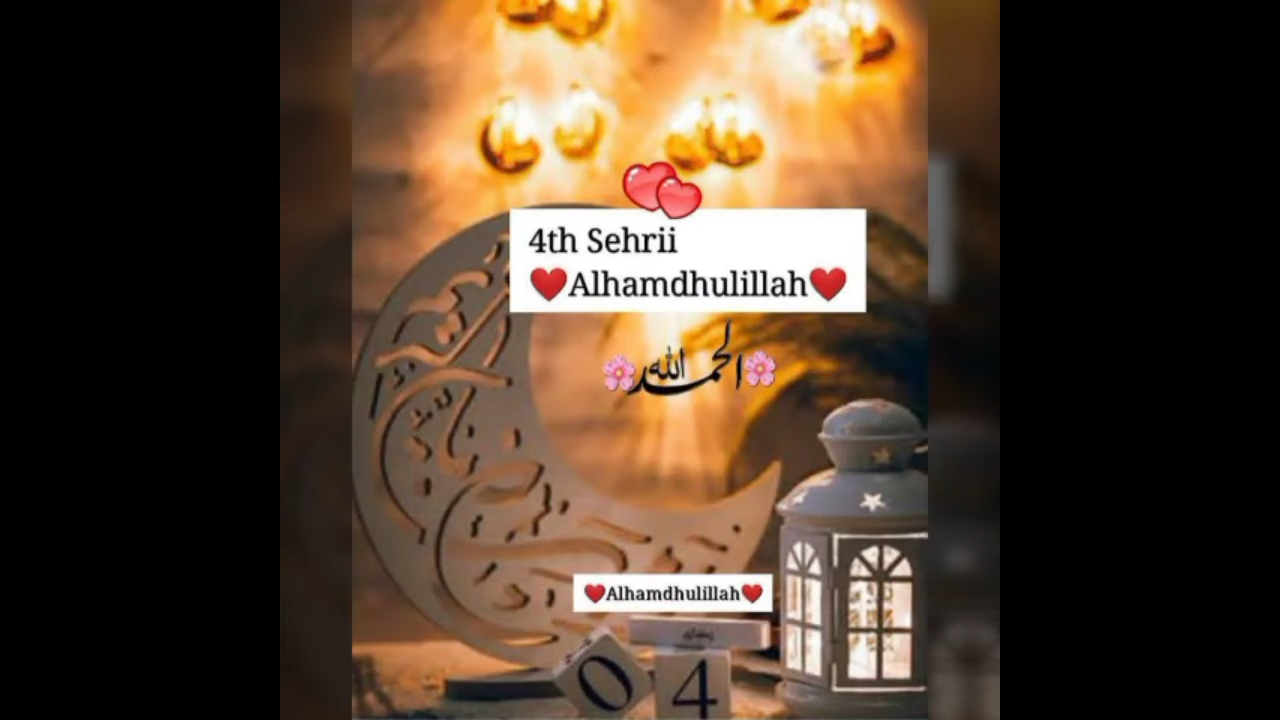 4th Sehrii
❤️Alhamdhulillah❤️
🌸الحمد لله🌸
❤️Alhamdhulillah❤️
04